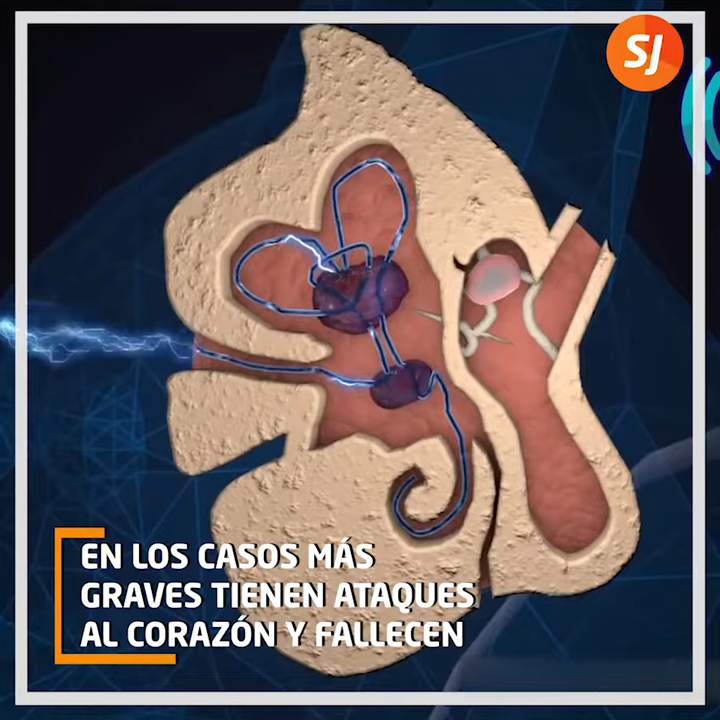 SJ
EN LOS CASOS MÁS
GRAVES TIENEN ATAQUES
AL CORAZÓN Y FALLECEN